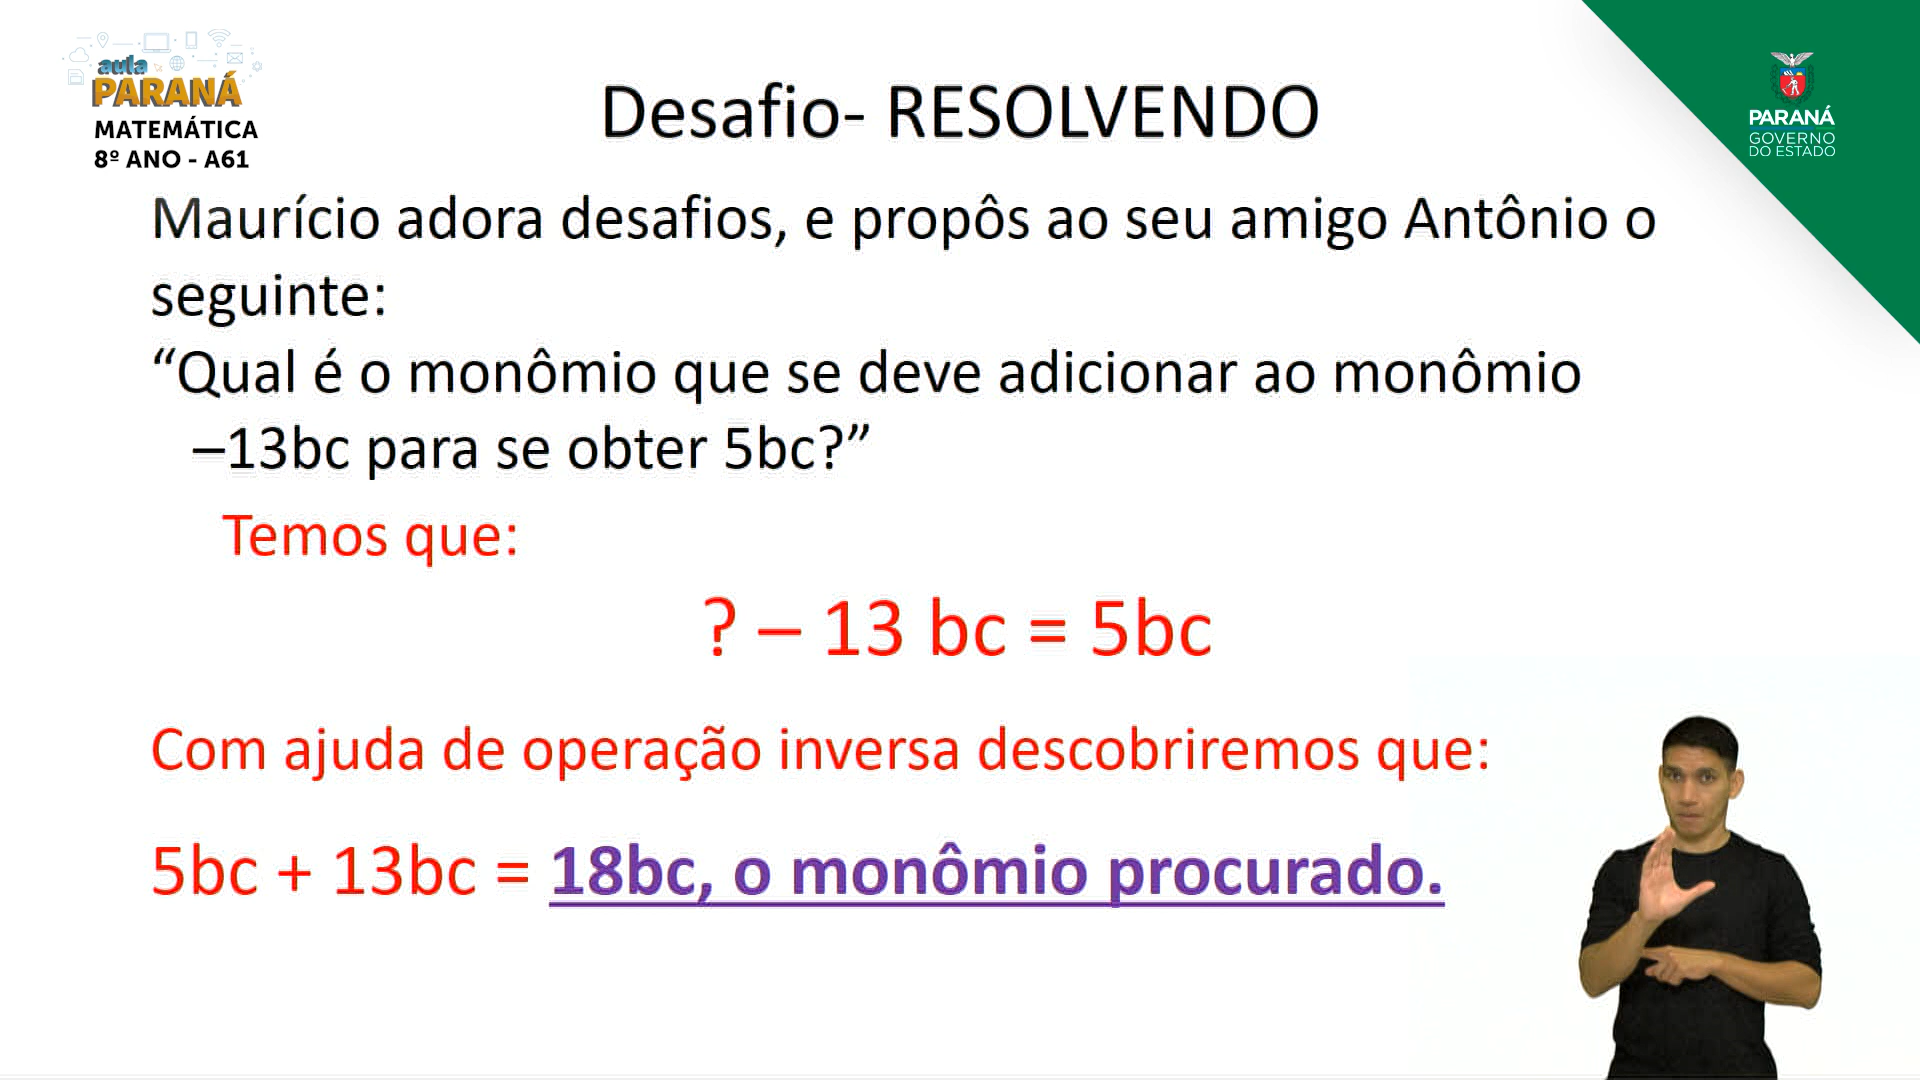 aula
PARANÁ
MATEMÁTICA
8º ANO - A61
Desafio- RESOLVENDO
PARANÁ
GOVERNO
DO ESTADO
Maurício adora desafios, e propôs ao seu amigo Antônio o
seguinte:
“Qual é o monômio que se deve adicionar ao monômio
–13bc para se obter 5bc?”
Temos que:
? – 13 bc = 5bc
Com ajuda de operação inversa descobriremos que:
5bc + 13bc = 18bc, o monômio procurado.